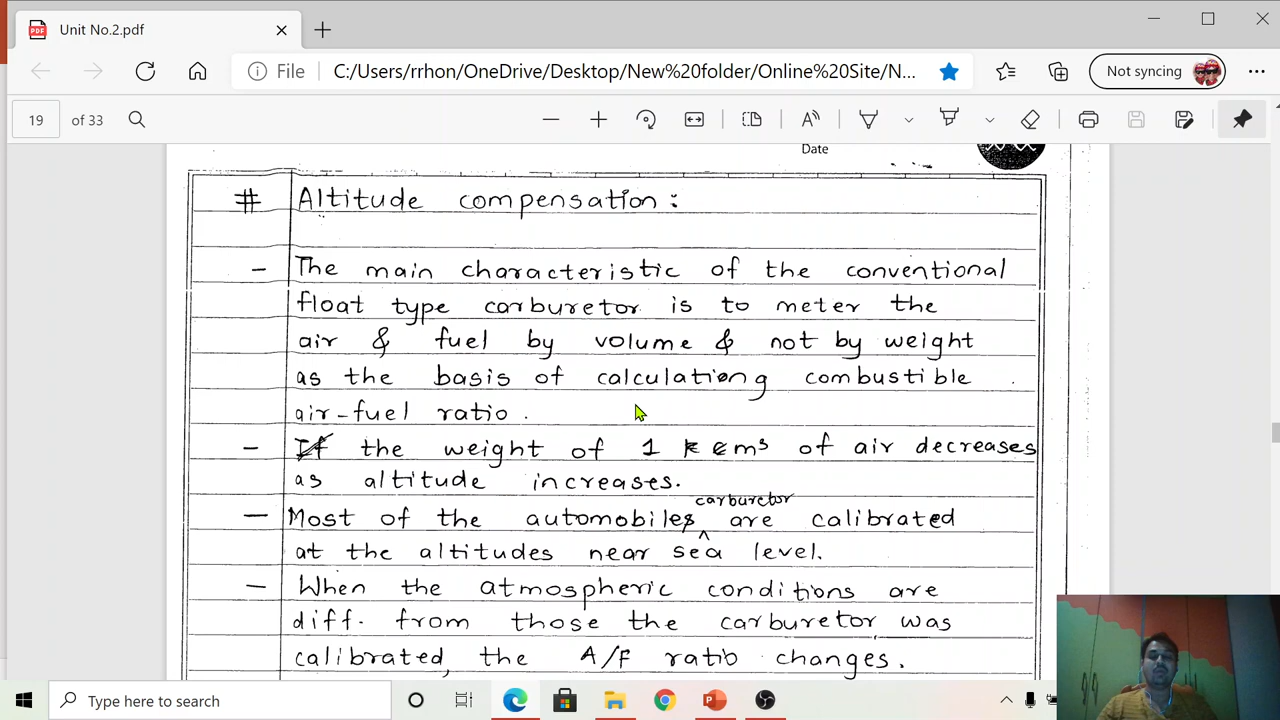 Unit No.2.pdf
File
C:/Users/rrhon/OneDrive/Desktop/New%20folder/Online%20Site/N...
Not syncing
19 of 33
Date
# Altitude compensation :
- The main characteristic of the conventional
float type carburetor is to meter the
air & fuel by volume & not by weight
as the basis of calculating combustible
air-fuel ratio.
- the weight of 1 cms of air decreases
as altitude increases.
carburetor
- Most of the automobiles are calibrated
at the altitudes near sea level.
- When the atmospheric conditions are
diff. from those the carburetor was
calibrated, the A/F ratio changes.
Type here to search